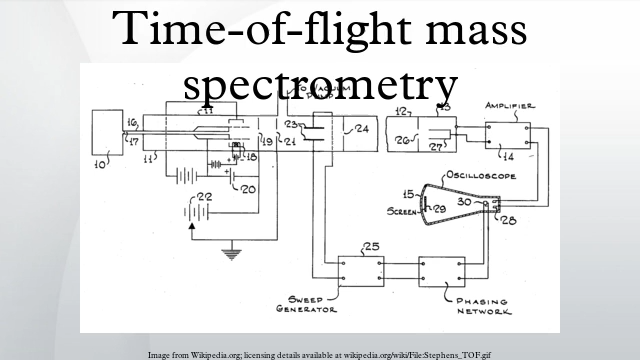 Time-of-flight mass
spectrometry
TO VACUUM
PUMP
11
23
12
13
AMPLIFIER
16
17
19
21
24
26
27
10
11
18
14
20
22
OSCILLOSCOPE
15
30
SCREEN
29
28
25
SWEEP
GENERATOR
PHASING
NETWORK
Image from Wikipedia.org; licensing details available at wikipedia.org/wiki/File:Stephens_TOF.gif